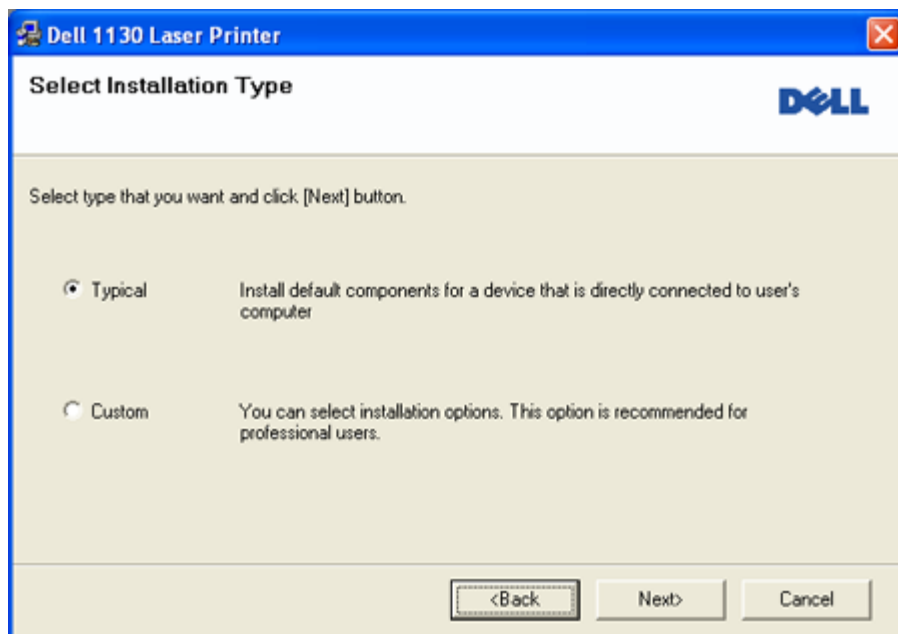 Dell 1130 Laser Printer
Select Installation Type
DELL
Select type that you want and click [Next] button.
Typical
Install default components for a device that is directly connected to user's
computer
Custom
You can select installation options. This option is recommended for
professional users.
<Back
Next>
Cancel